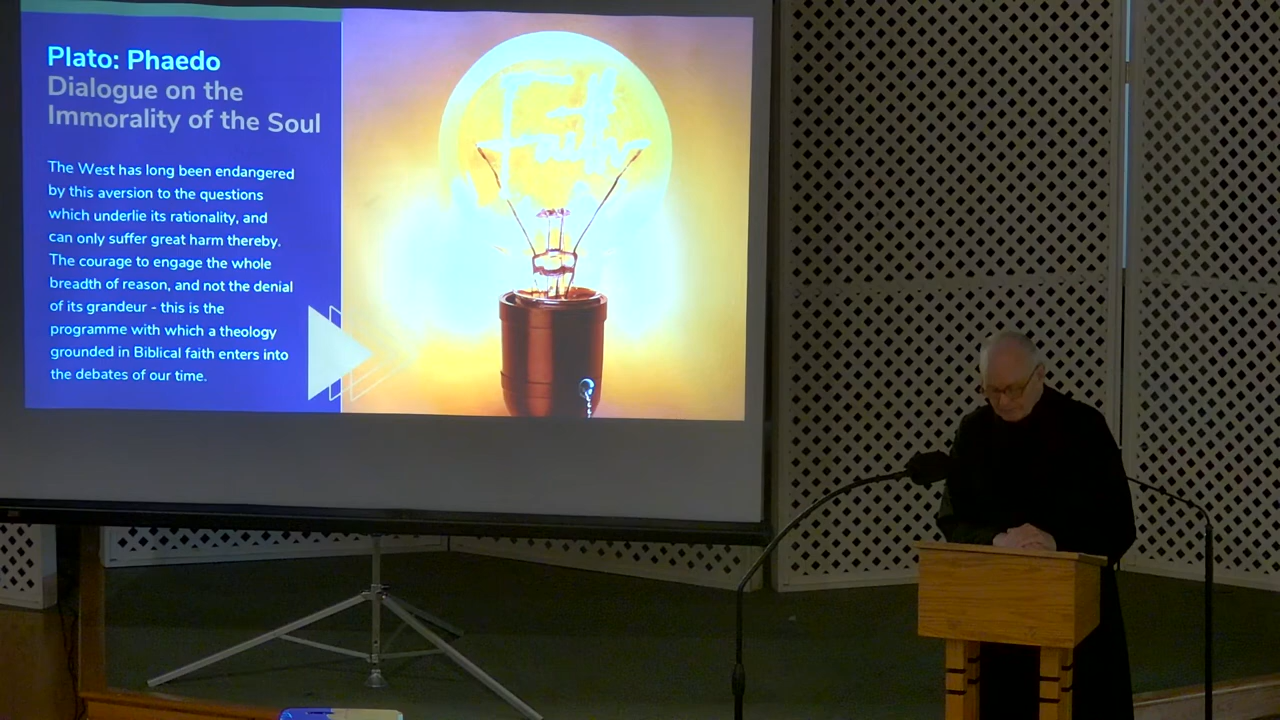 Plato: Phaedo
Dialogue on the
Immorality of the Soul
The West has long been endangered
by this aversion to the questions
which underlie its rationality, and
can only suffer great harm thereby.
The courage to engage the whole
breadth of reason, and not the denial
of its grandeur - this is the
programme with which a theology
grounded in Biblical faith enters into
the debates of our time.
Faith